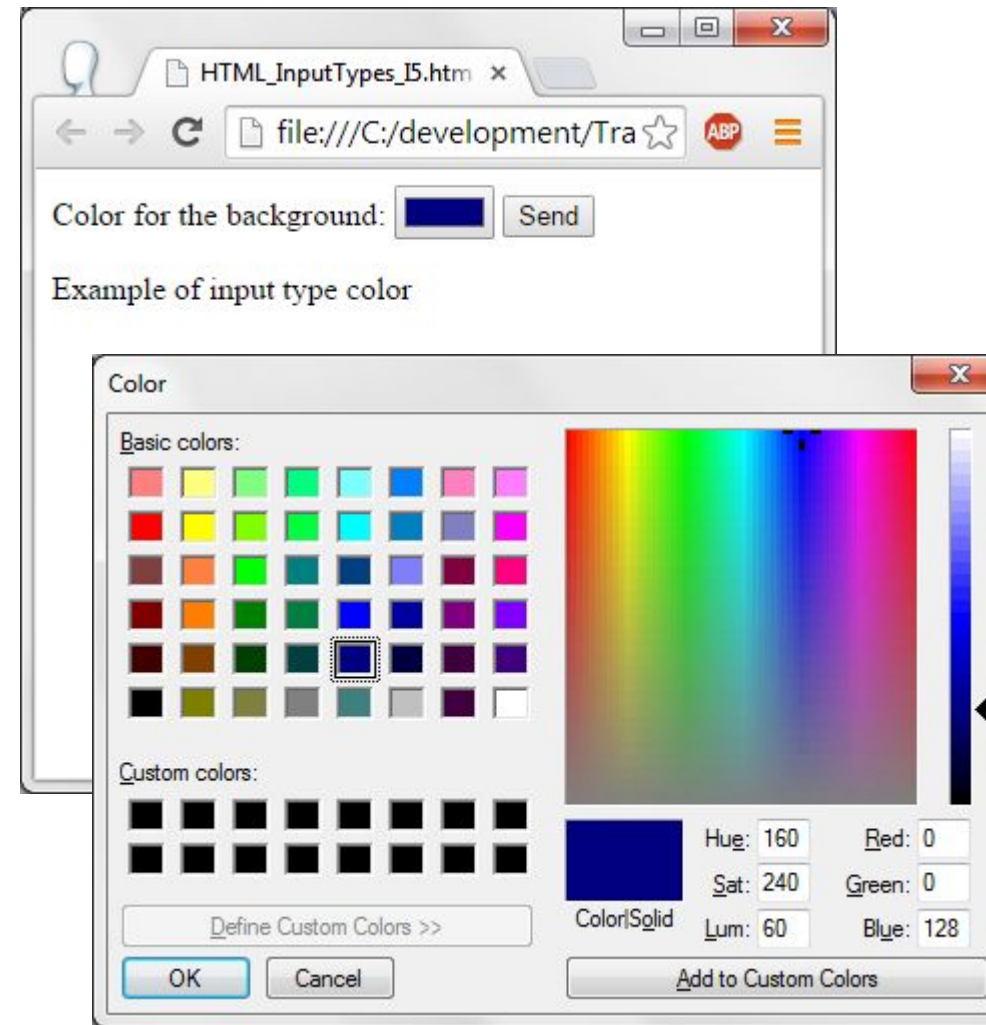 HTML_InputTypes_I5.htm
file:///C:/development/Tra
ABP
Color for the background:
Send
Example of input type color
Color
Basic colors:
Custom colors:
Define Custom Colors >>
OK
Cancel
Color|Solid
Hue: 160
Sat: 240
Lum: 60
Red: 0
Green: 0
Blue: 128
Add to Custom Colors